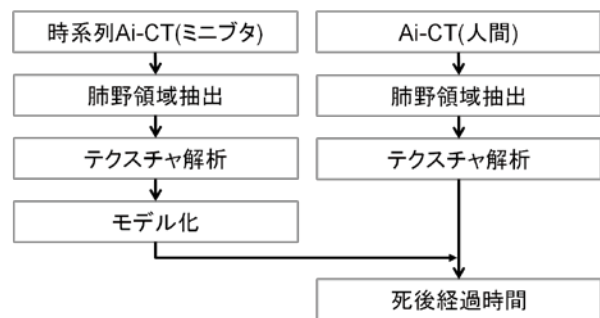 時系列Ai-CT(ミニブタ)
肺野領域抽出
テクスチャ解析
モデル化
Ai-CT(人間)
肺野領域抽出
テクスチャ解析
死後経過時間